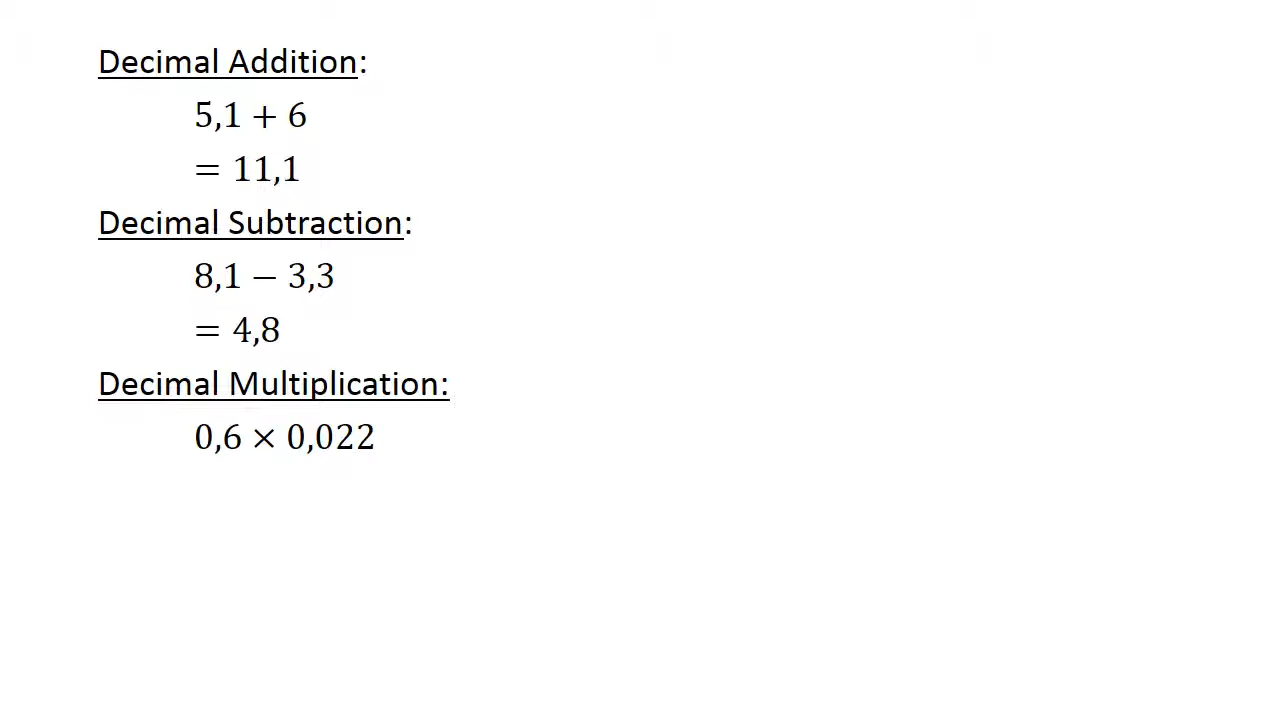 Decimal Addition:
5,1 + 6
= 11,1
Decimal Subtraction:
8,1 − 3,3
= 4,8
Decimal Multiplication:
0,6 × 0,022